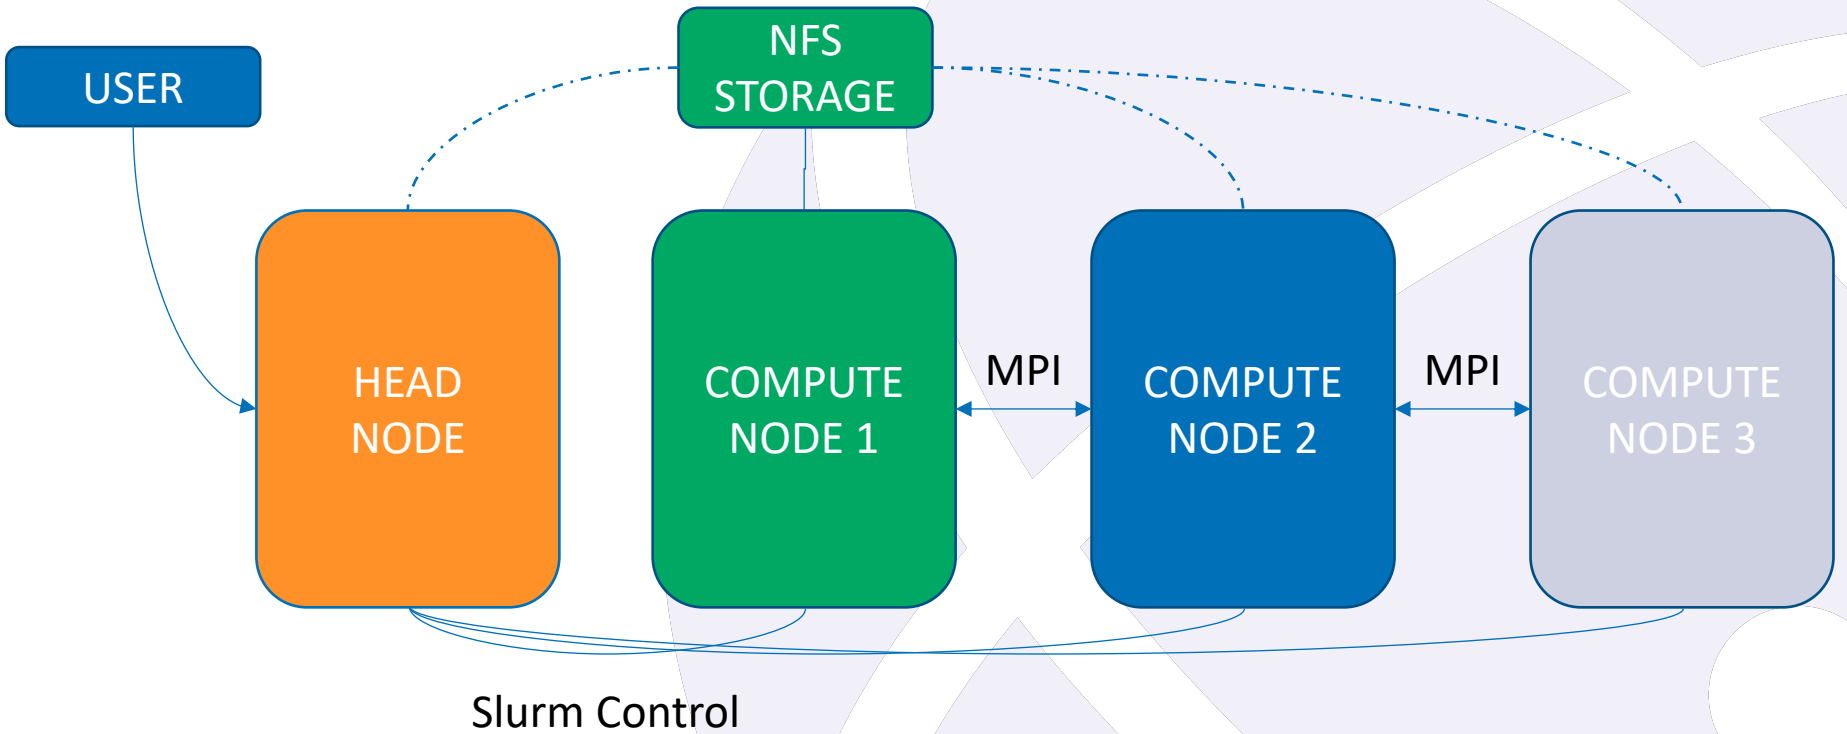 USER
NFS
STORAGE
HEAD
NODE
COMPUTE
NODE 1
MPI
COMPUTE
NODE 2
MPI
COMPUTE
NODE 3
Slurm Control